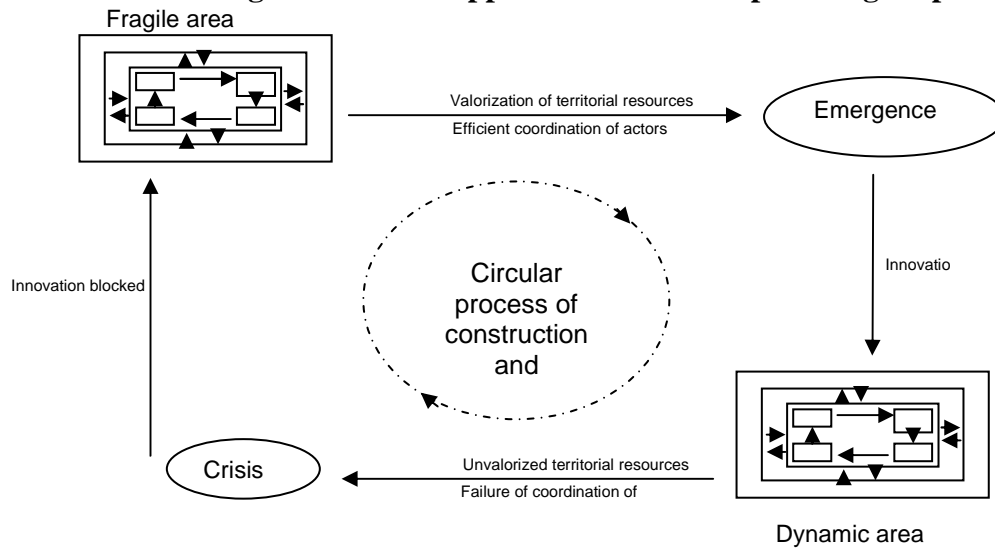 Fragile area
Valorization of territorial resources
Efficient coordination of actors
Emergence
Innovation blocked
Circular
process of
construction
and
Innovatio
Crisis
Unvalorized territorial resources
Failure of coordination of
Dynamic area